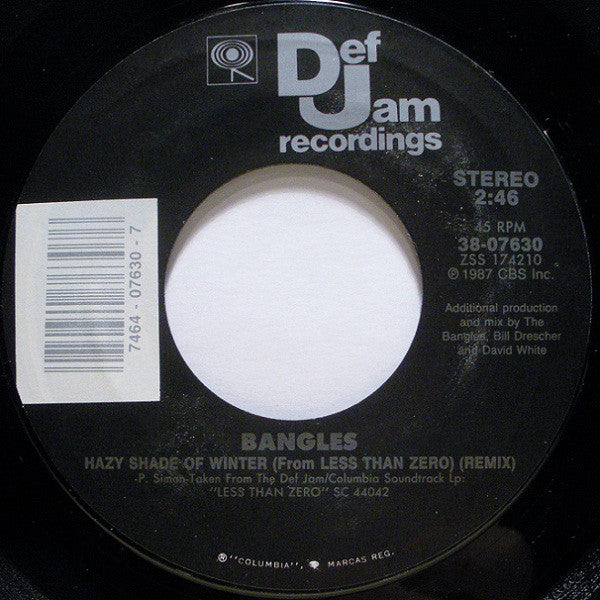 Def
Jam
recordings
STEREO
2:46
45 RPM
38-07630
ZSS 174210
℗ 1987 CBS Inc.
Additional production
and mix by The
Bangles, Bill Drescher
and David White
7464 - 07630 - 7
BANGLES
HAZY SHADE OF WINTER (From LESS THAN ZERO) (REMIX)
-P. Simon-Taken From The Def Jam/Columbia Soundtrack Lp:
"LESS THAN ZERO" SC 44042
® "COLUMBIA", MARCAS REG.